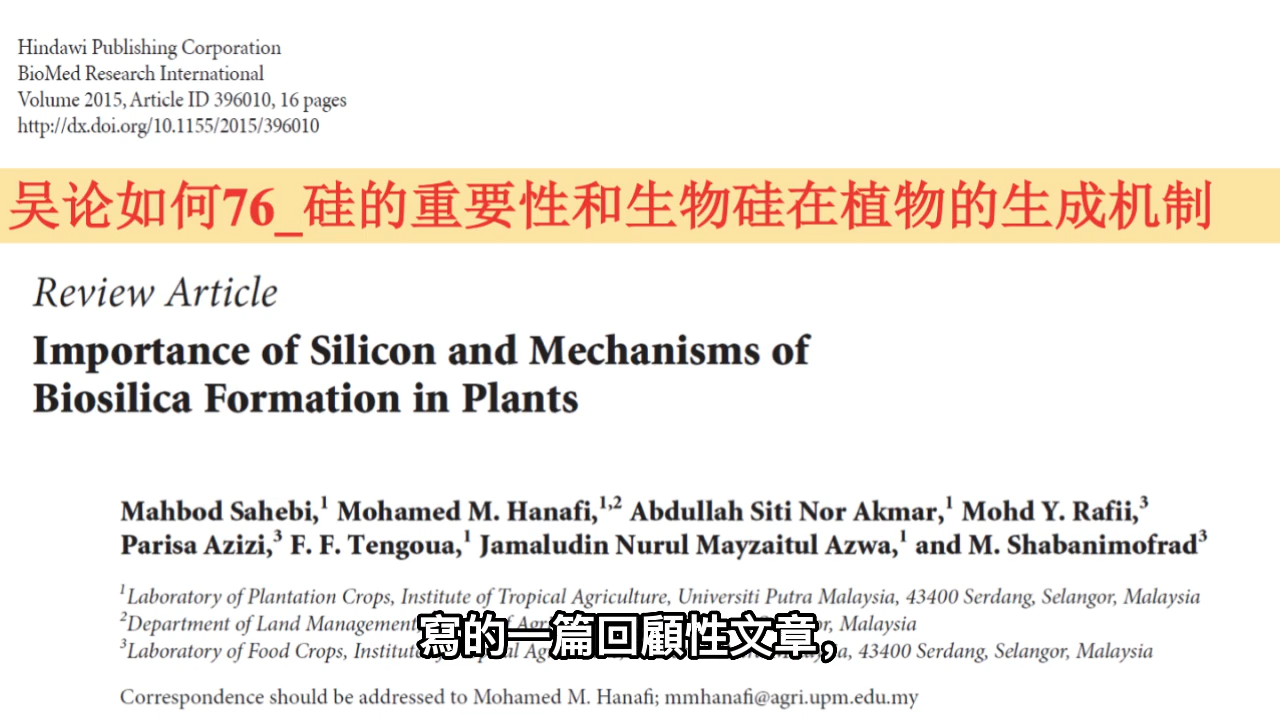 Hindawi Publishing Corporation
BioMed Research International
Volume 2015, Article ID 396010, 16 pages
http://dx.doi.org/10.1155/2015/396010
吴论如何76_硅的重要性和生物硅在植物的生成机制
Review Article
Importance of Silicon and Mechanisms of
Biosilica Formation in Plants
Mahbod Sahebi,1 Mohamed M. Hanafi,1,2 Abdullah Siti Nor Akmar,1 Mohd Y. Rafii,3
Parisa Azizi,3 F. F. Tengoua,1 Jamaludin Nurul Mayzaitul Azwa,1 and M. Shabanimofrad3
1Laboratory of Plantation Crops, Institute of Tropical Agriculture, Universiti Putra Malaysia, 43400 Serdang, Selangor, Malaysia
2Department of Land Management, Malaysia
3Laboratory of Food Crops, 43400 Serdang, Selangor, Malaysia
寫的一篇回顧性文章,
Correspondence should be addressed to Mohamed M. Hanafi; mmhanafi@agri.upm.edu.my